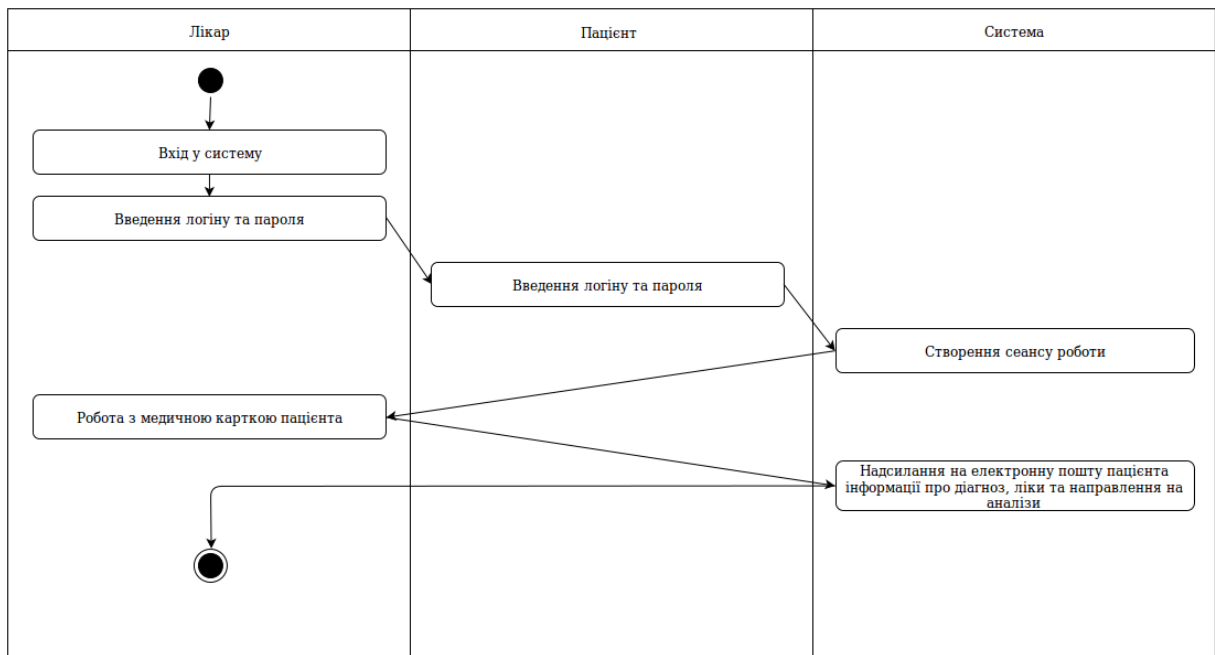 Лікар
Пацієнт
Система
Вхід у систему
Введення логіну та пароля
Введення логіну та пароля
Створення сеансу роботи
Робота з медичною карткою пацієнта
Надсилання на електронну пошту пацієнта
інформації про діагноз, ліки та направлення на
аналізи